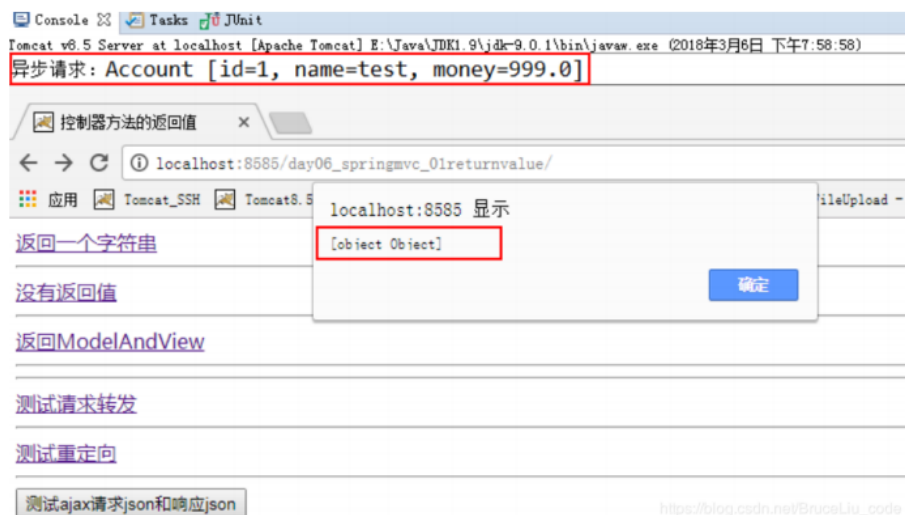 Console Tasks JUnit
Tomcat v8.5 Server at localhost [Apache Tomcat] E:\Java\JDK1.9\jdk-9.0.1\bin\javaw.exe (2018年3月6日 下午7:58:58)
异步请求：Account [id=1, name=test, money=999.0]
控制器方法的返回值
localhost:8585/day06_springmvc_01returnvalue/
应用 Tomcat_SSH Tomcat8.5 ileUpload -
localhost:8585 显示
[object Object]
确定
返回一个字符串
没有返回值
返回ModelAndView
测试请求转发
测试重定向
测试ajax请求json和响应json
https://blog.csdn.net/BruceLiu_code